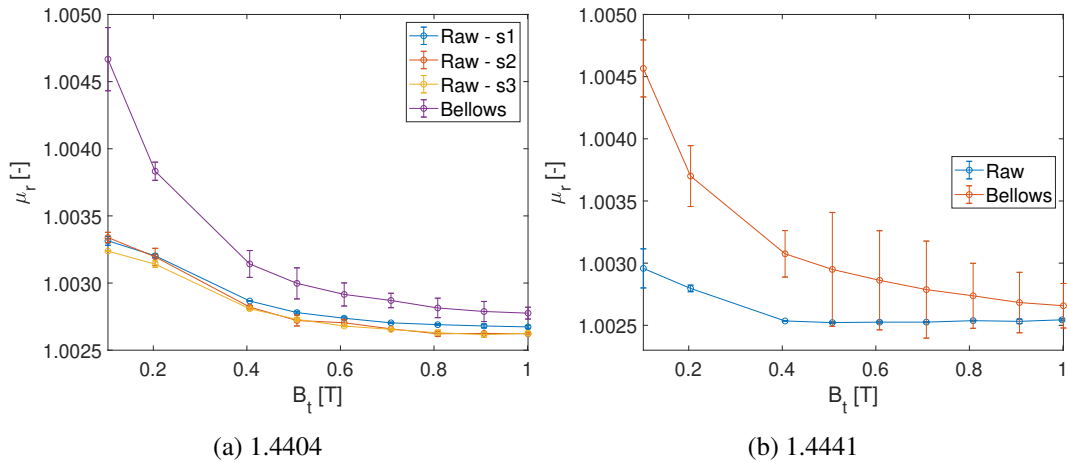 1.0050
1.0045
1.0040
1.0035
1.0030
1.0025
μr [-]
0.2 0.4 0.6 0.8 1
Bt [T]
Raw - s1
Raw - s2
Raw - s3
Bellows
(a) 1.4404
1.0050
1.0045
1.0040
1.0035
1.0030
1.0025
μr [-]
0.2 0.4 0.6 0.8 1
Bt [T]
Raw
Bellows
(b) 1.4441